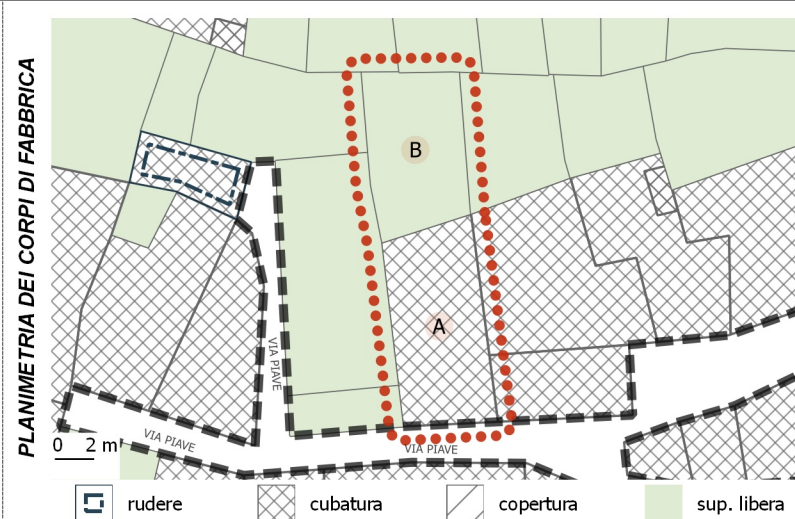 PLANIMETRIA DEI CORPI DI FABBRICA
B
A
VIA PIAVE
VIA PIAVE
VIA PIAVE
0 2 m
rudere
cubatura
copertura
sup. libera